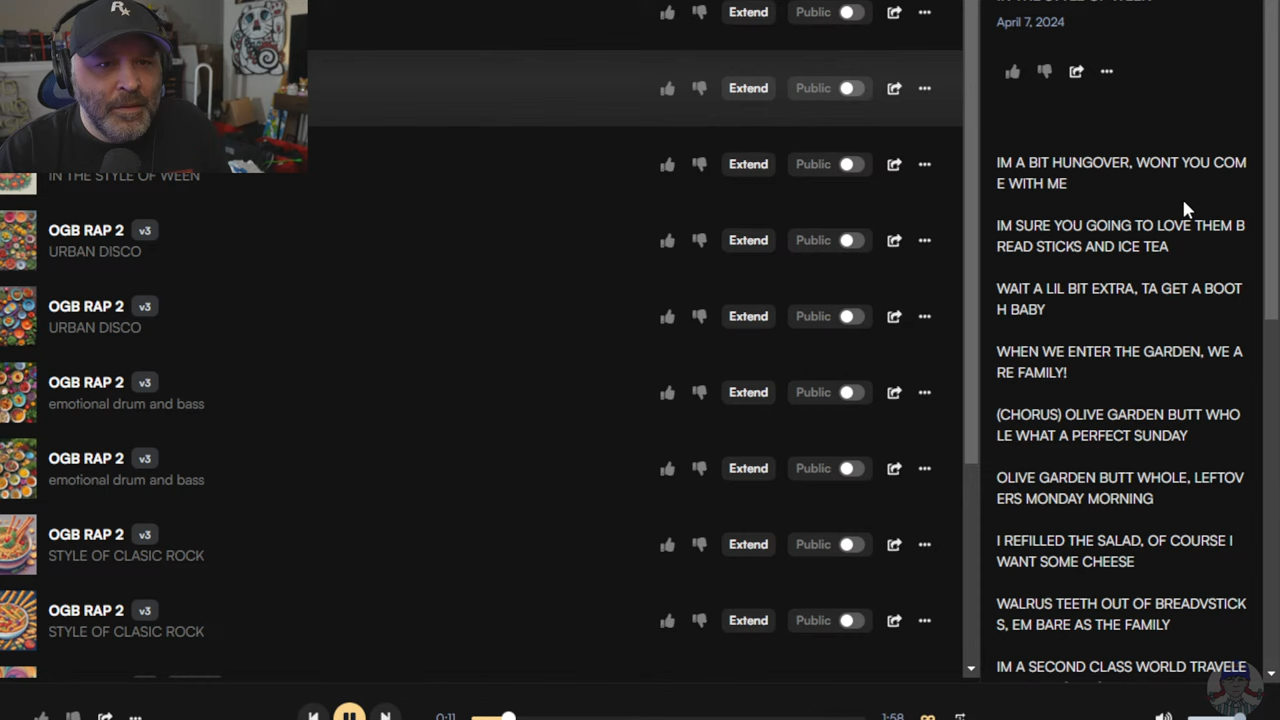 Extend Public
April 7, 2024
Extend Public
IM A BIT HUNGOVER, WONT YOU COM
E WITH ME
Extend Public
IN THE STYLE OF WEEN
IM SURE YOU GOING TO LOVE THEM B
READ STICKS AND ICE TEA
OGB RAP 2 v3
URBAN DISCO
Extend Public
WAIT A LIL BIT EXTRA, TA GET A BOOT
H BABY
OGB RAP 2 v3
URBAN DISCO
Extend Public
WHEN WE ENTER THE GARDEN, WE A
RE FAMILY!
OGB RAP 2 v3
emotional drum and bass
Extend Public
(CHORUS) OLIVE GARDEN BUTT WHO
LE WHAT A PERFECT SUNDAY
OGB RAP 2 v3
emotional drum and bass
Extend Public
OLIVE GARDEN BUTT WHOLE, LEFTOV
ERS MONDAY MORNING
OGB RAP 2 v3
STYLE OF CLASIC ROCK
Extend Public
I REFILLED THE SALAD, OF COURSE I
WANT SOME CHEESE
OGB RAP 2 v3
STYLE OF CLASIC ROCK
Extend Public
WALRUS TEETH OUT OF BREADVSTICK
S, EM BARE AS THE FAMILY
IM A SECOND CLASS WORLD TRAVELE
0:11
1:58